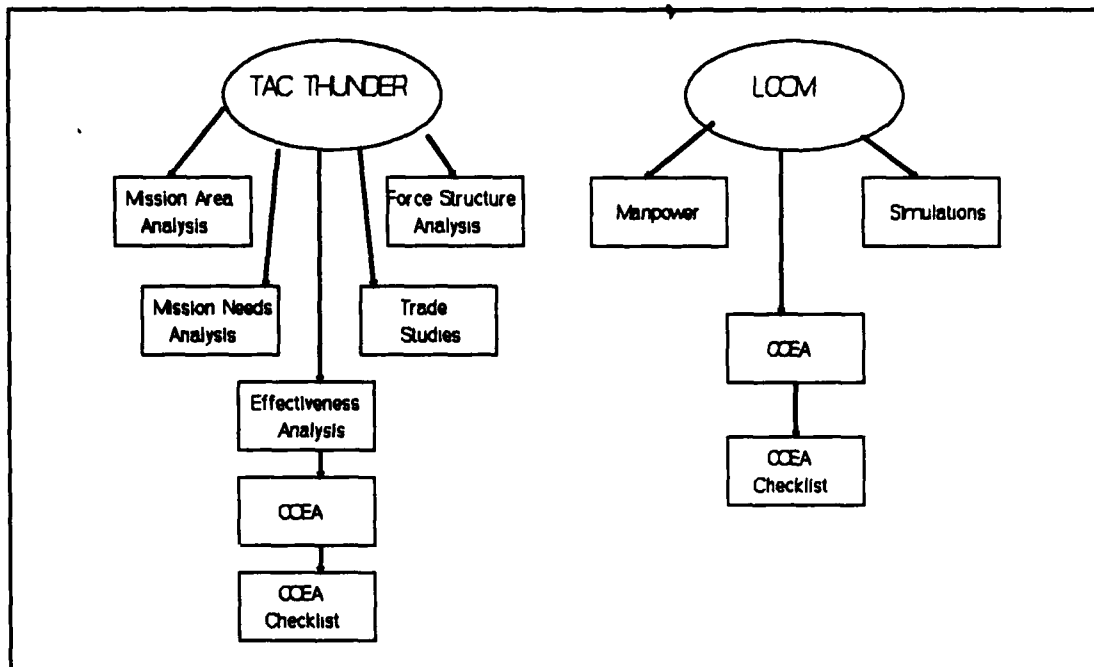 TAC THUNDER
Mission Area
Analysis
Force Structure
Analysis
Mission Needs
Analysis
Trade
Studies
Effectiveness
Analysis
COEA
COEA
Checklist
LCOM
Manpower
Simulations
COEA
COEA
Checklist